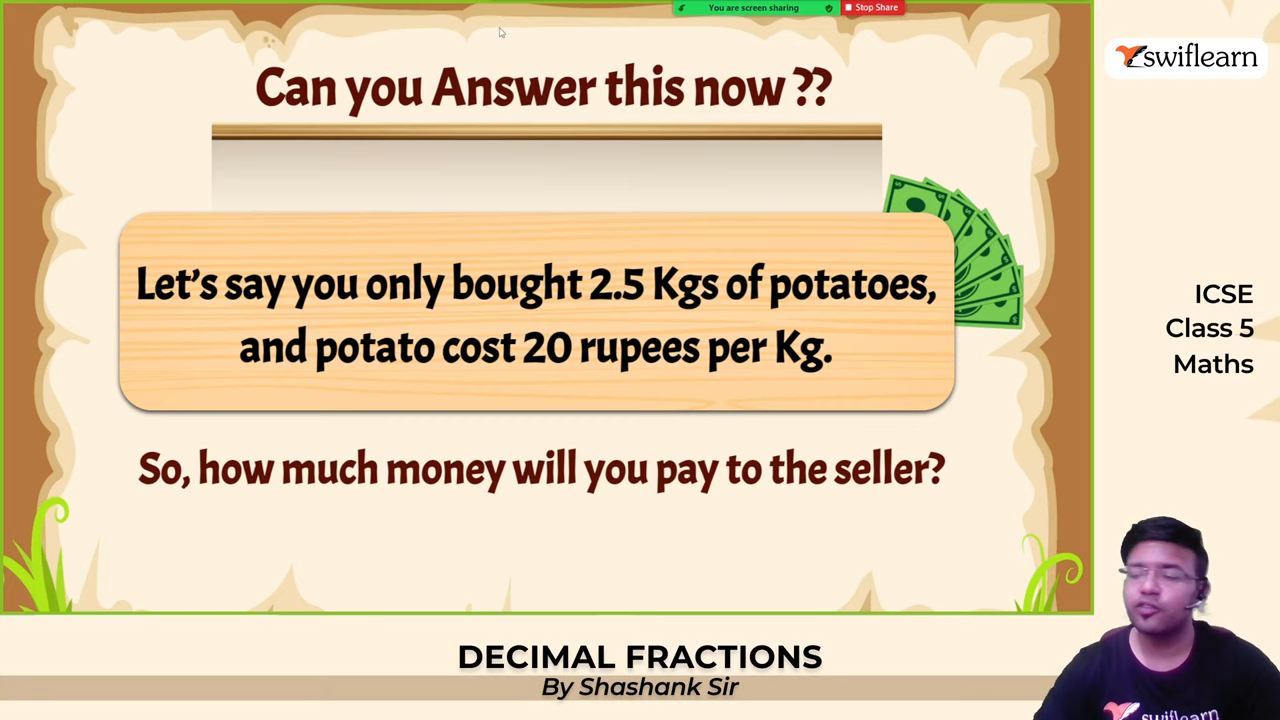 You are screen sharing
Stop Share
swiflearn
Can you Answer this now ??
Let's say you only bought 2.5 Kgs of potatoes,
and potato cost 20 rupees per Kg.
So, how much money will you pay to the seller?
ICSE
Class 5
Maths
DECIMAL FRACTIONS
By Shashank Sir
swiflearn